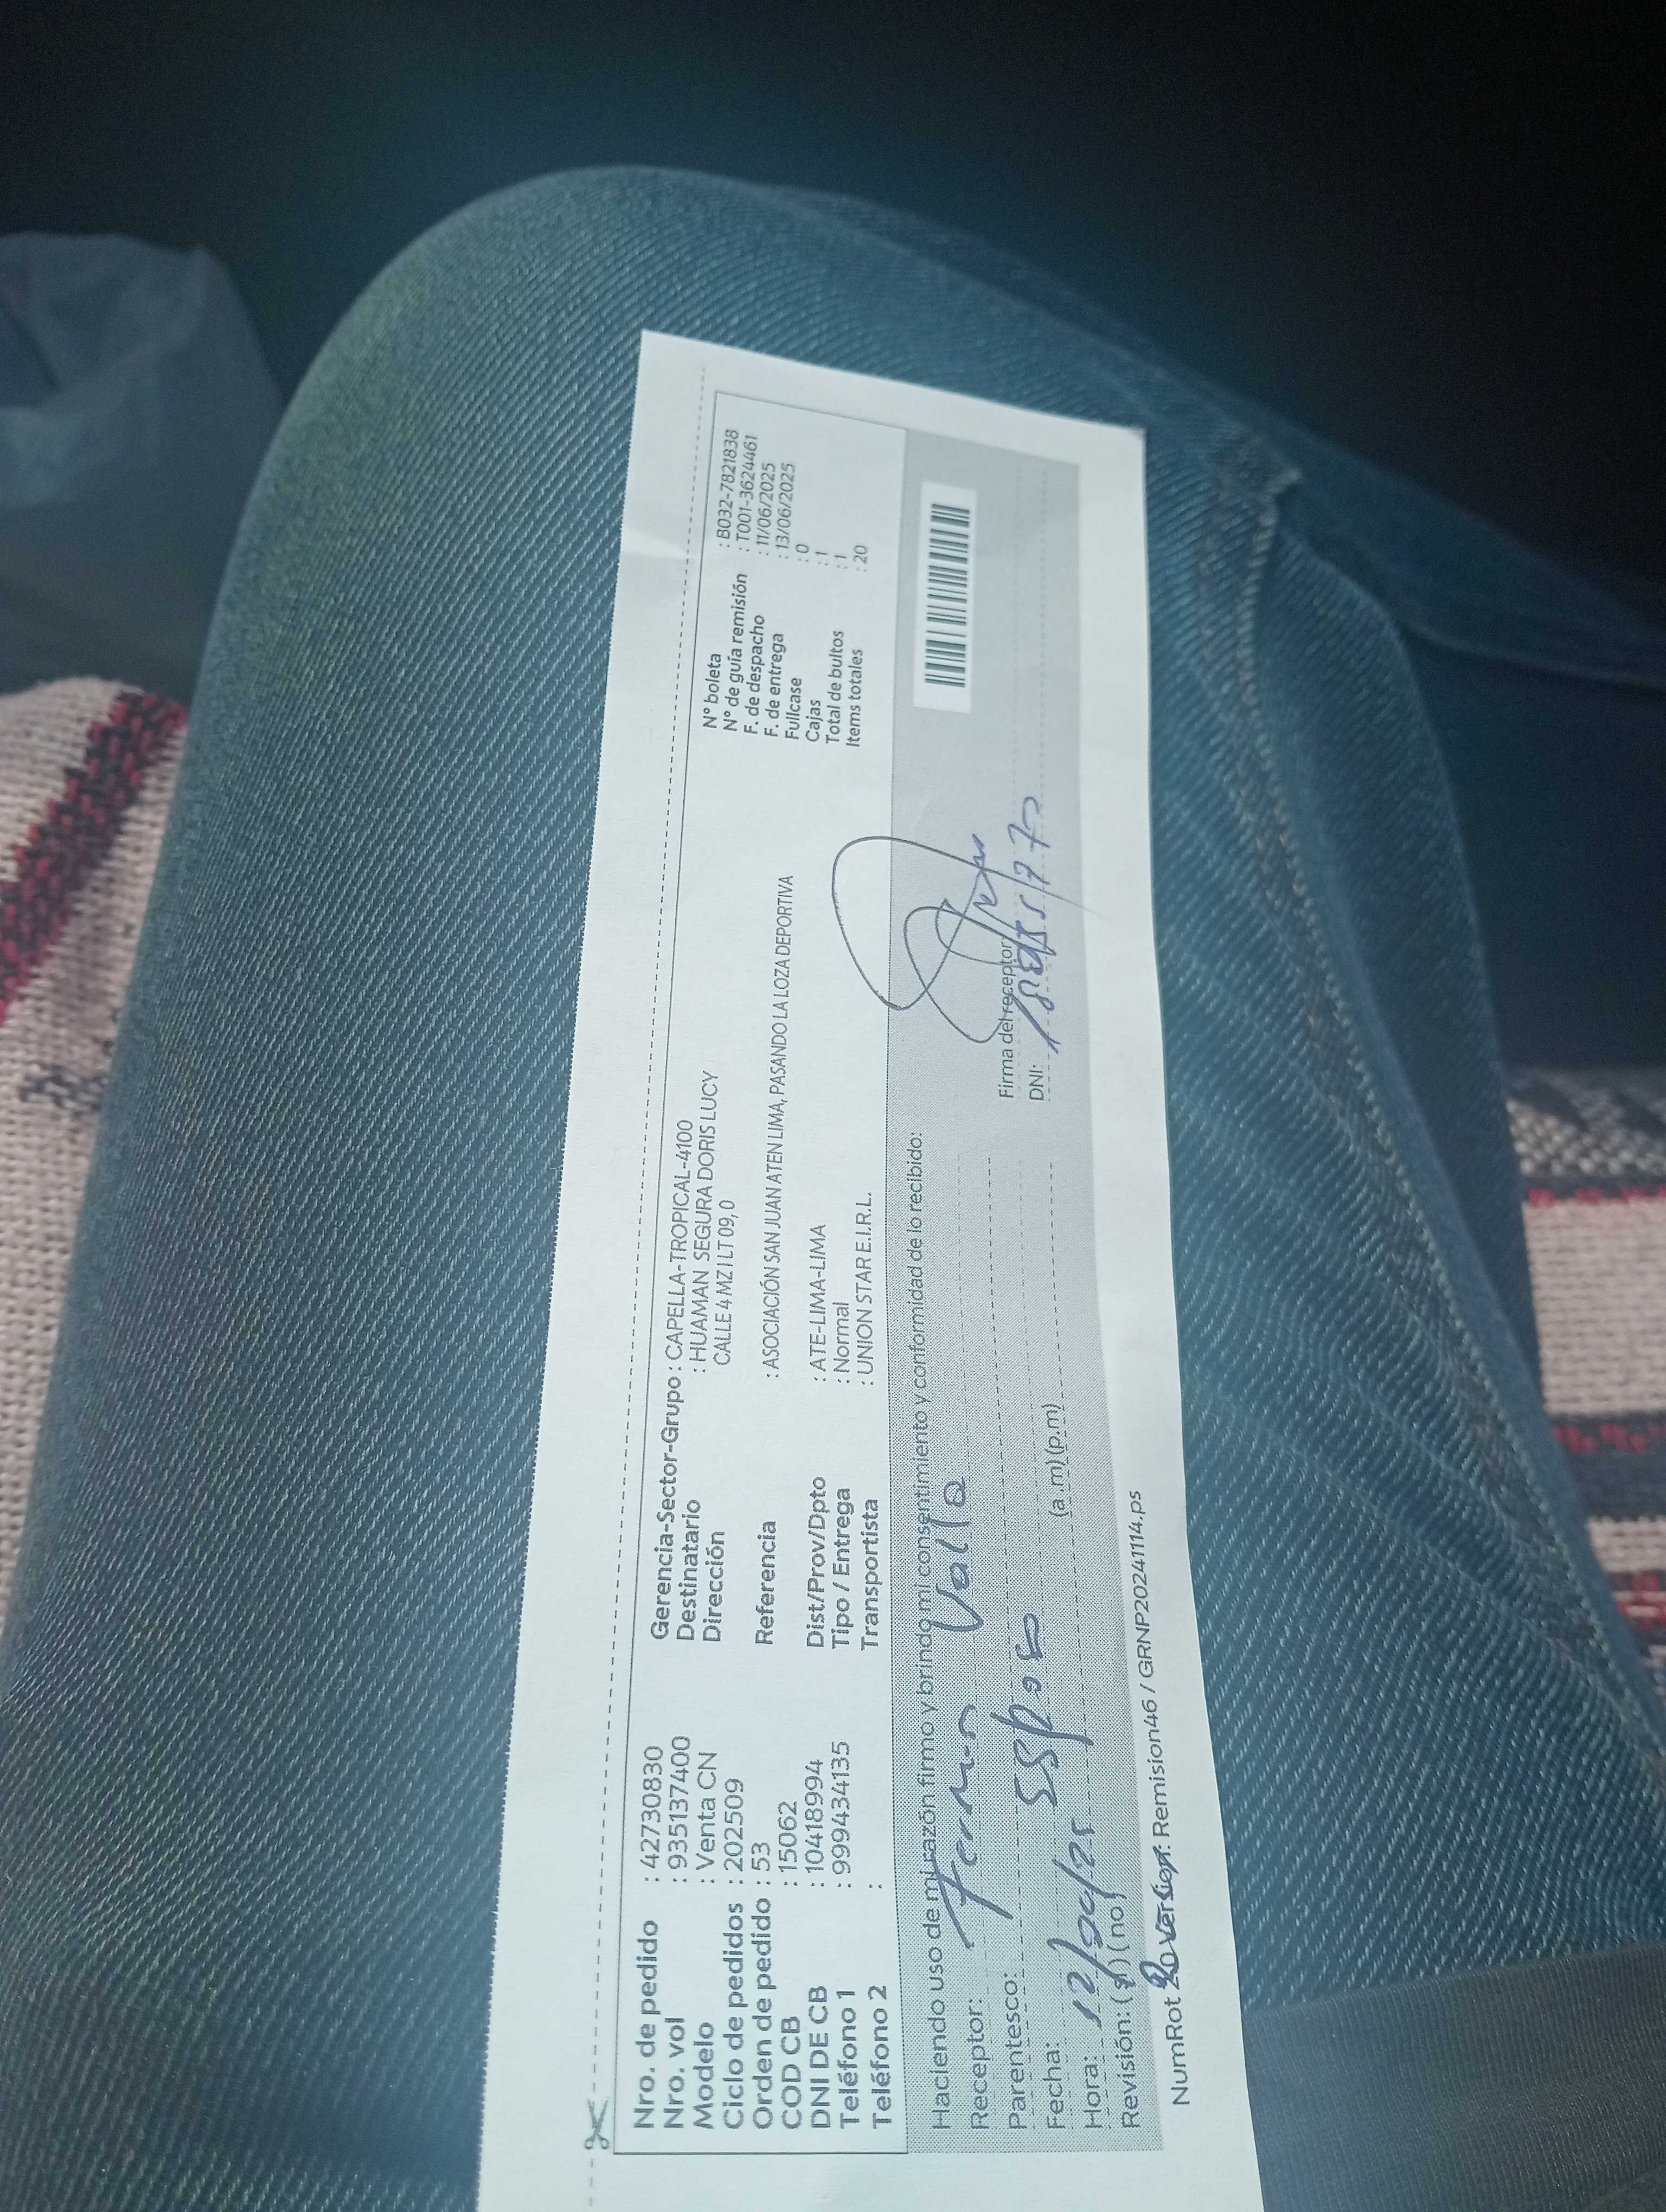 Nro. de pedido : 42730830
Nro. vol : 935137400
Modelo : Venta CN
Ciclo de pedidos : 202509
Orden de pedido : 53
COD CB : 15062
DNI DE CB : 10418994
Teléfono 1 : 999434135
Teléfono 2 :
Gerencia-Sector-Grupo : CAPELLA-TROPICAL-4100
Destinatario : HUAMAN SEGURA DORIS LUCY
Dirección CALLE 4 MZ I LT 09, 0
Referencia : ASOCIACIÓN SAN JUAN ATEN LIMA, PASANDO LA LOZA DEPORTIVA
Dist/Prov/Dpto : ATE-LIMA-LIMA
Tipo / Entrega : Normal
Transportista : UNION STAR E.I.R.L.
N° boleta : B032-7821838
N° de guía remisión : T001-3624461
F. de despacho : 11/06/2025
F. de entrega : 13/06/2025
Fullcase : 0
Cajas : 1
Total de bultos : 1
Items totales : 20
Haciendo uso de mi razón firmo y brindo mi consentimiento y conformidad de lo recibido:
Receptor: Valle
Parentesco:
Fecha:
Hora: (a.m) (p.m)
Revisión: (si) (no)
Firma del receptor
DNI:
NumRot Version: Remision46 / GRNP20241114.ps